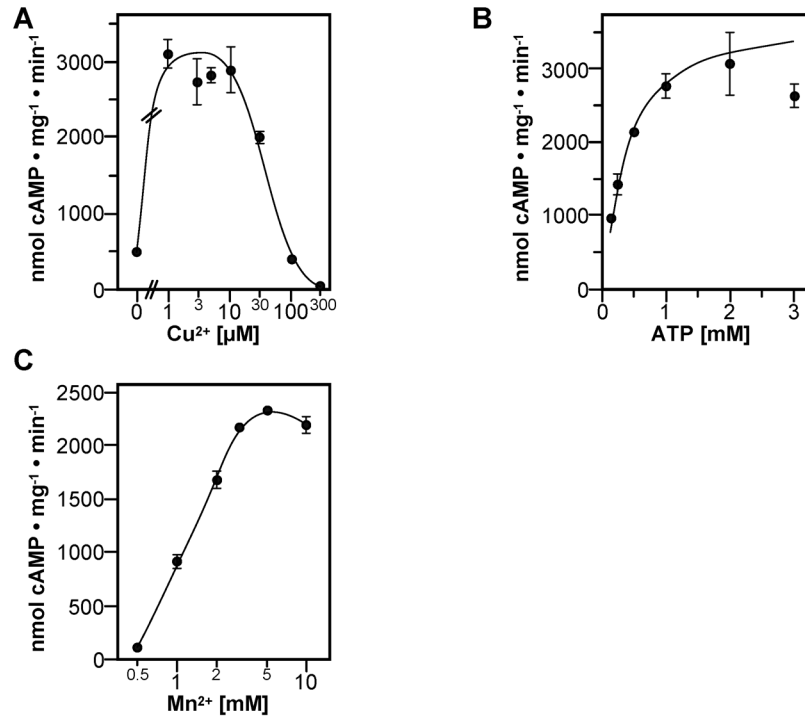 A
nmol cAMP • mg⁻¹ • min⁻¹
3000
2000
1000
0
0 1 3 10 30 100 300
Cu²⁺ [µM]
B
nmol cAMP • mg⁻¹ • min⁻¹
3000
2000
1000
0
0 1 2 3
ATP [mM]
C
nmol cAMP • mg⁻¹ • min⁻¹
2500
2000
1500
1000
500
0
0.5 1 2 5 10
Mn²⁺ [mM]